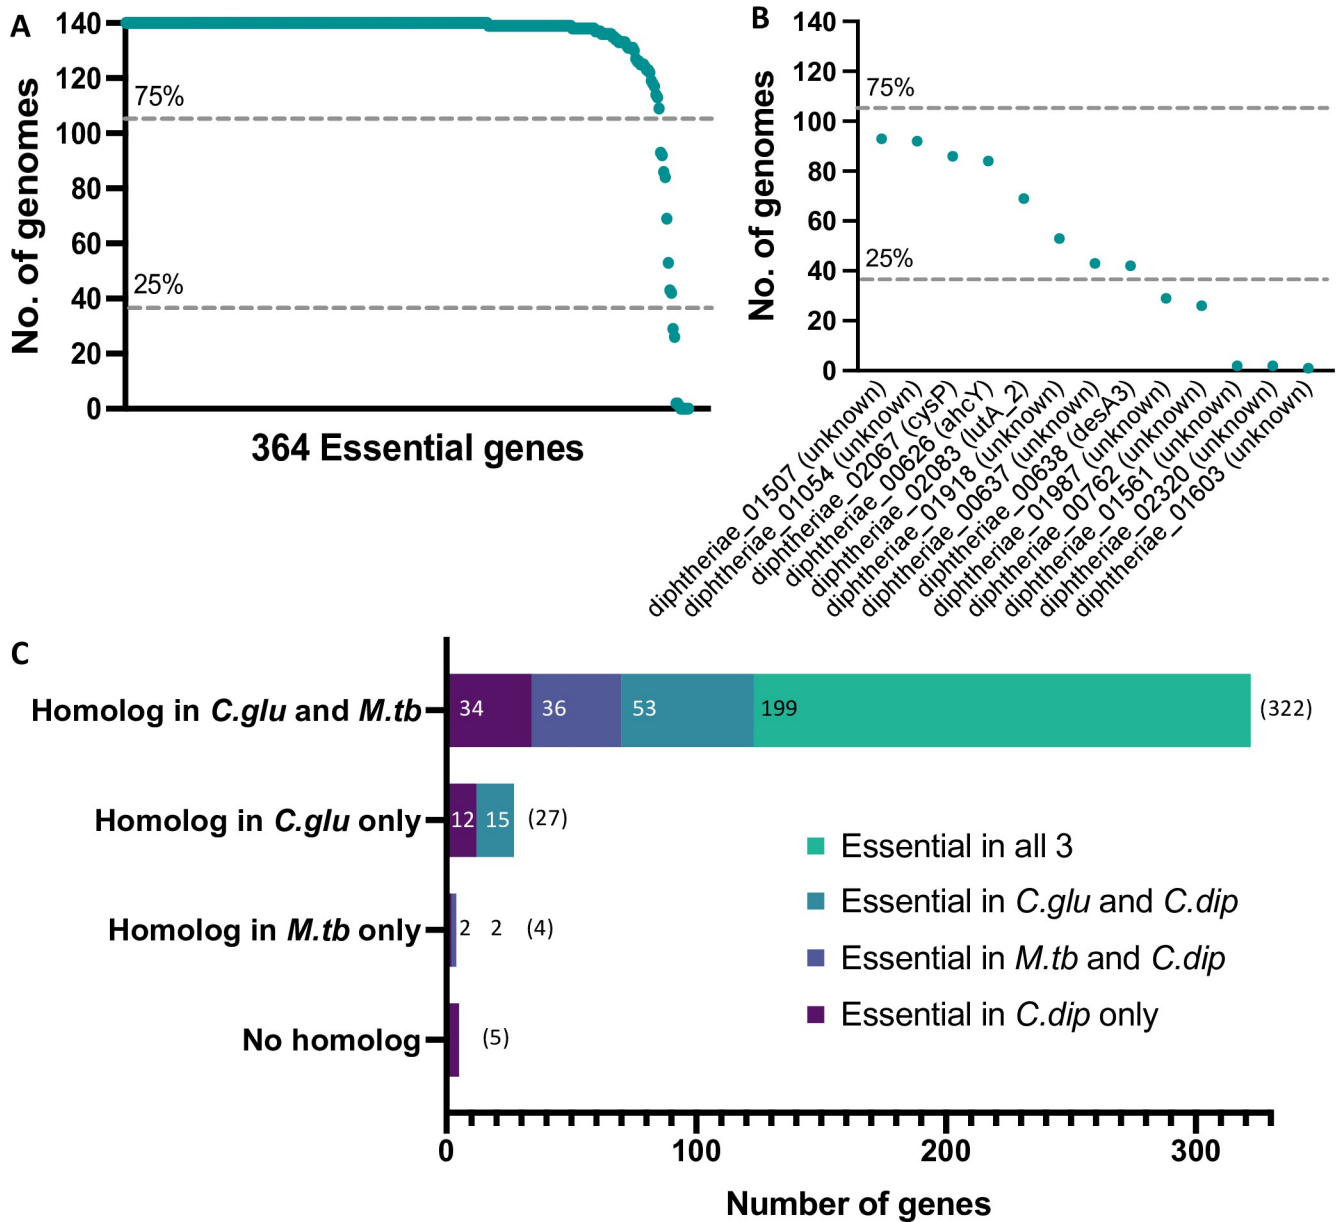 A
No. of genomes
140
120
100
80
60
40
20
0
75%
25%
364 Essential genes
B
No. of genomes
140
120
100
80
60
40
20
0
75%
25%
diphtheriae_01507 (unknown)
diphtheriae_01054 (unknown)
diphtheriae_02067 (cysP)
diphtheriae_00626 (ahcY)
diphtheriae_02083 (lutA_2)
diphtheriae_01918 (unknown)
diphtheriae_00637 (unknown)
diphtheriae_00638 (desA3)
diphtheriae_01987 (unknown)
diphtheriae_00762 (unknown)
diphtheriae_01561 (unknown)
diphtheriae_02320 (unknown)
diphtheriae_01603 (unknown)
C
Homolog in C.glu and M.tb 34 36 53 199 (322)
Homolog in C.glu only 12 15 (27)
Homolog in M.tb only 2 2 (4)
No homolog (5)
Essential in all 3
Essential in C.glu and C.dip
Essential in M.tb and C.dip
Essential in C.dip only
0 100 200 300
Number of genes